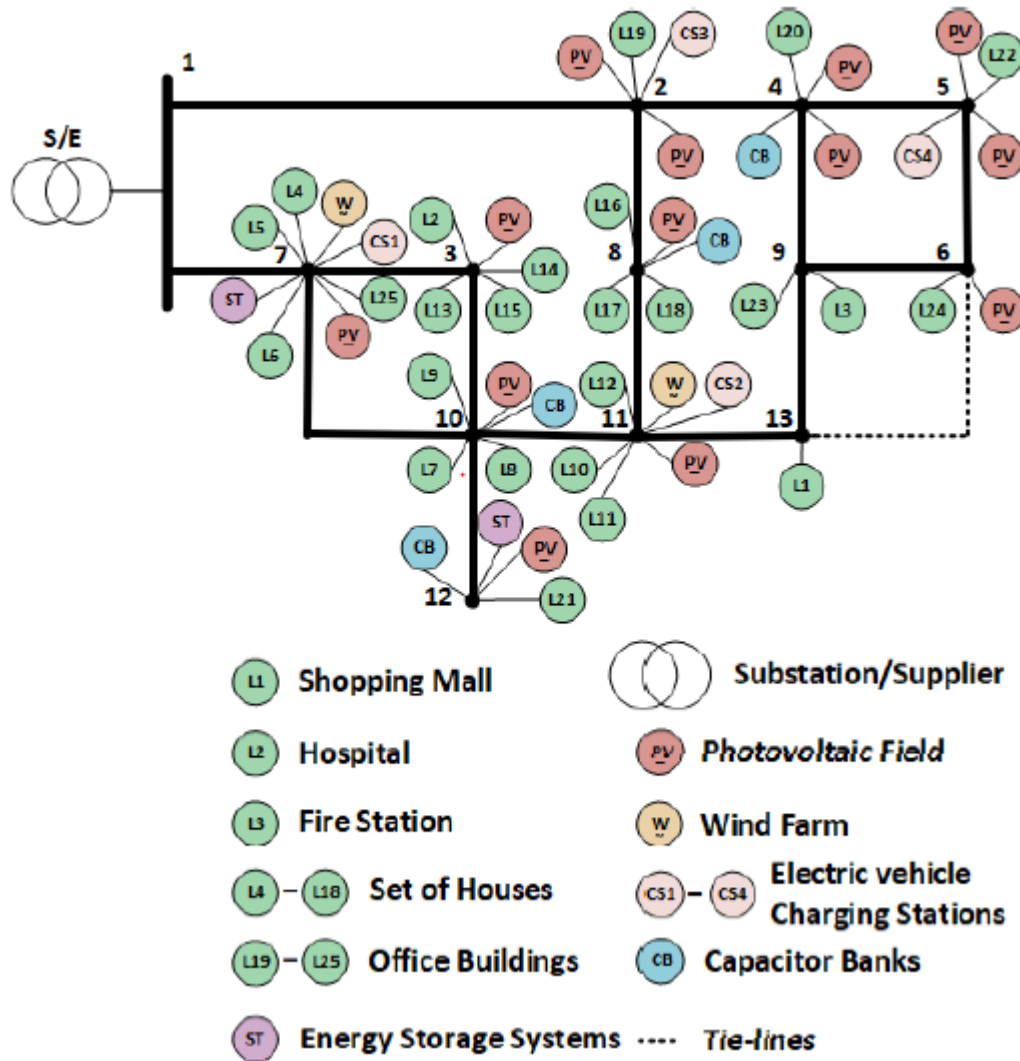 1
L19
CS3
L20
PV
PV
PV
L22
2
4
5
S/E
PV
CB
PV
CS4
PV
L4
W
L5
CS1
L2
PV
L16
PV
CB
7
3
L14
8
9
6
ST
L25
L13
L15
L17
L18
L23
L3
L24
PV
PV
L6
L9
PV
CB
L12
W
CS2
10
11
13
L7
L8
L10
PV
L1
L11
ST
CB
PV
12
L21
L1 Shopping Mall
Substation/Supplier
L2 Hospital
PV Photovoltaic Field
L3 Fire Station
W Wind Farm
L4 – L18 Set of Houses
CS1 – CS4 Electric vehicle
Charging Stations
L19 – L25 Office Buildings
CB Capacitor Banks
ST Energy Storage Systems
Tie-lines